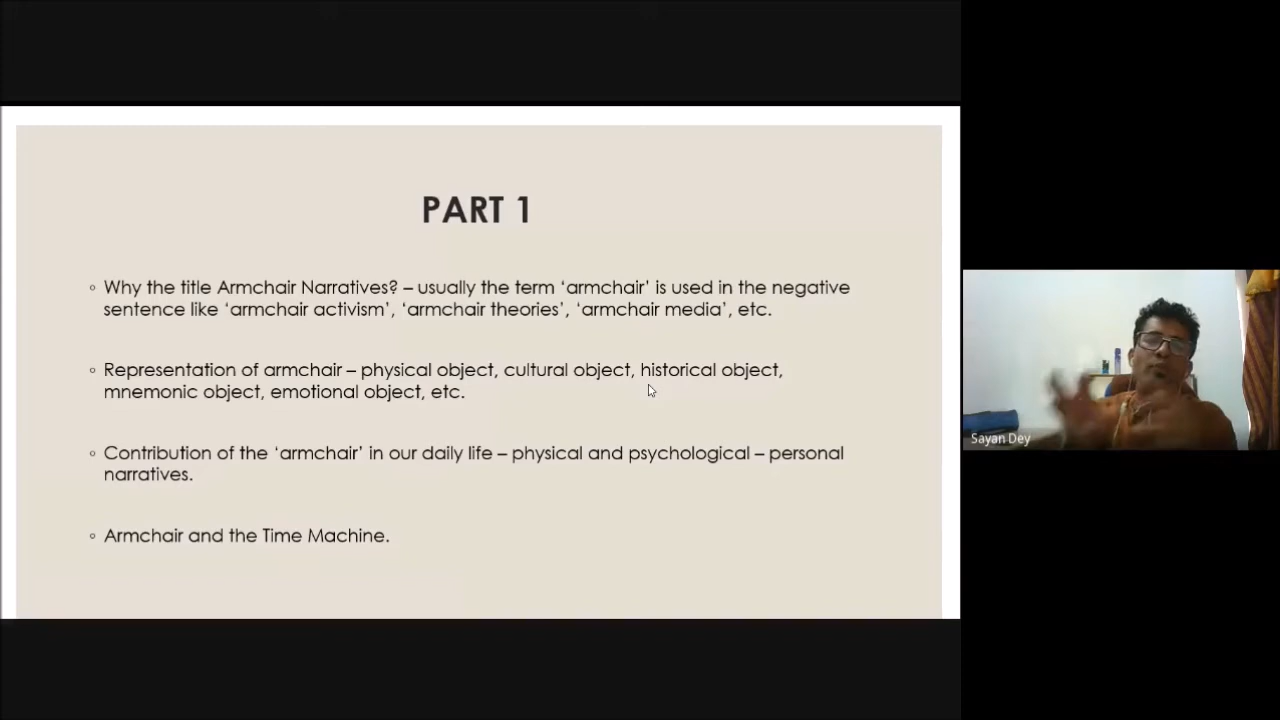 PART 1
◦ Why the title Armchair Narratives? – usually the term ‘armchair’ is used in the negative
sentence like ‘armchair activism’, ‘armchair theories’, ‘armchair media’, etc.
◦ Representation of armchair – physical object, cultural object, historical object,
mnemonic object, emotional object, etc.
◦ Contribution of the ‘armchair’ in our daily life – physical and psychological – personal
narratives.
◦ Armchair and the Time Machine.
Sayan Dey